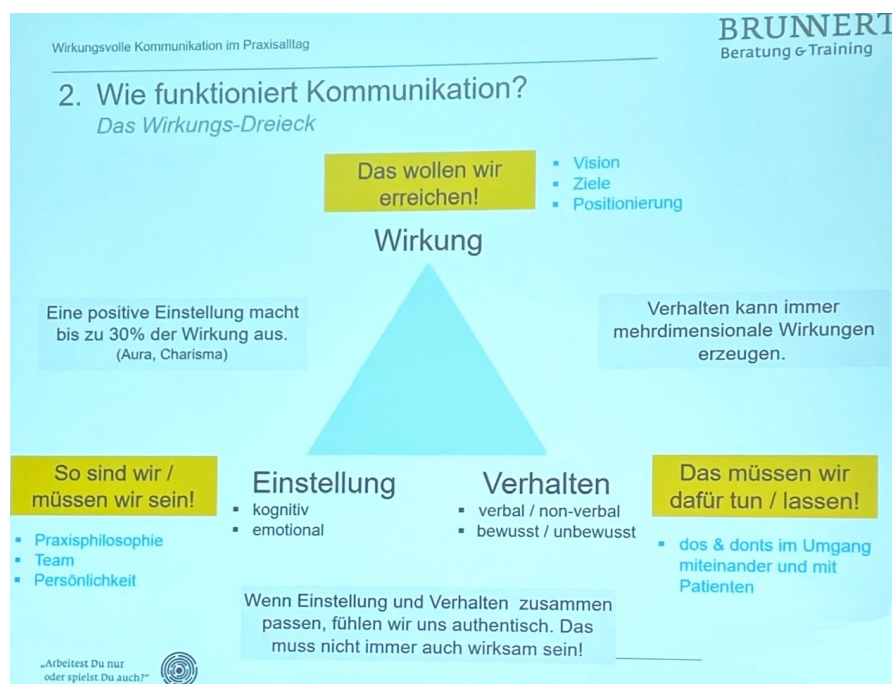 Wirkungsvolle Kommunikation im Praxisalltag
BRUNNERT
Beratung & Training
2. Wie funktioniert Kommunikation?
Das Wirkungs-Dreieck
Das wollen wir
erreichen!
▪ Vision
▪ Ziele
▪ Positionierung
Wirkung
Eine positive Einstellung macht
bis zu 30% der Wirkung aus.
(Aura, Charisma)
Verhalten kann immer
mehrdimensionale Wirkungen
erzeugen.
So sind wir /
müssen wir sein!
▪ Praxisphilosophie
▪ Team
▪ Persönlichkeit
Einstellung
▪ kognitiv
▪ emotional
Verhalten
▪ verbal / non-verbal
▪ bewusst / unbewusst
Das müssen wir
dafür tun / lassen!
▪ dos & donts im Umgang
miteinander und mit
Patienten
Wenn Einstellung und Verhalten zusammen
passen, fühlen wir uns authentisch. Das
muss nicht immer auch wirksam sein!
„Arbeitest Du nur
oder spielst Du auch?"